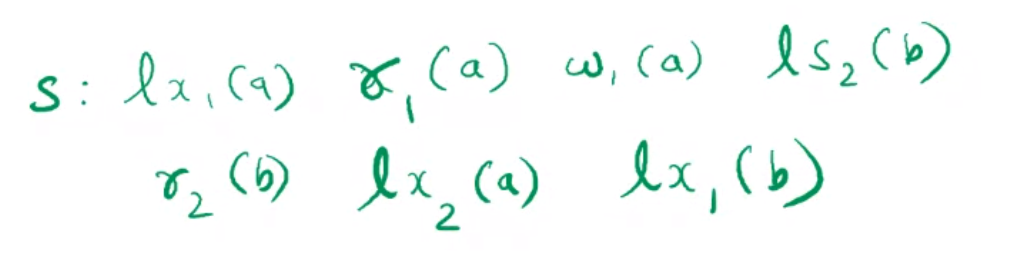 S: lx₁(a) r₁(a) w₁(a) ls₂(b)
r₂(b) lx₂(a) lx₁(b)